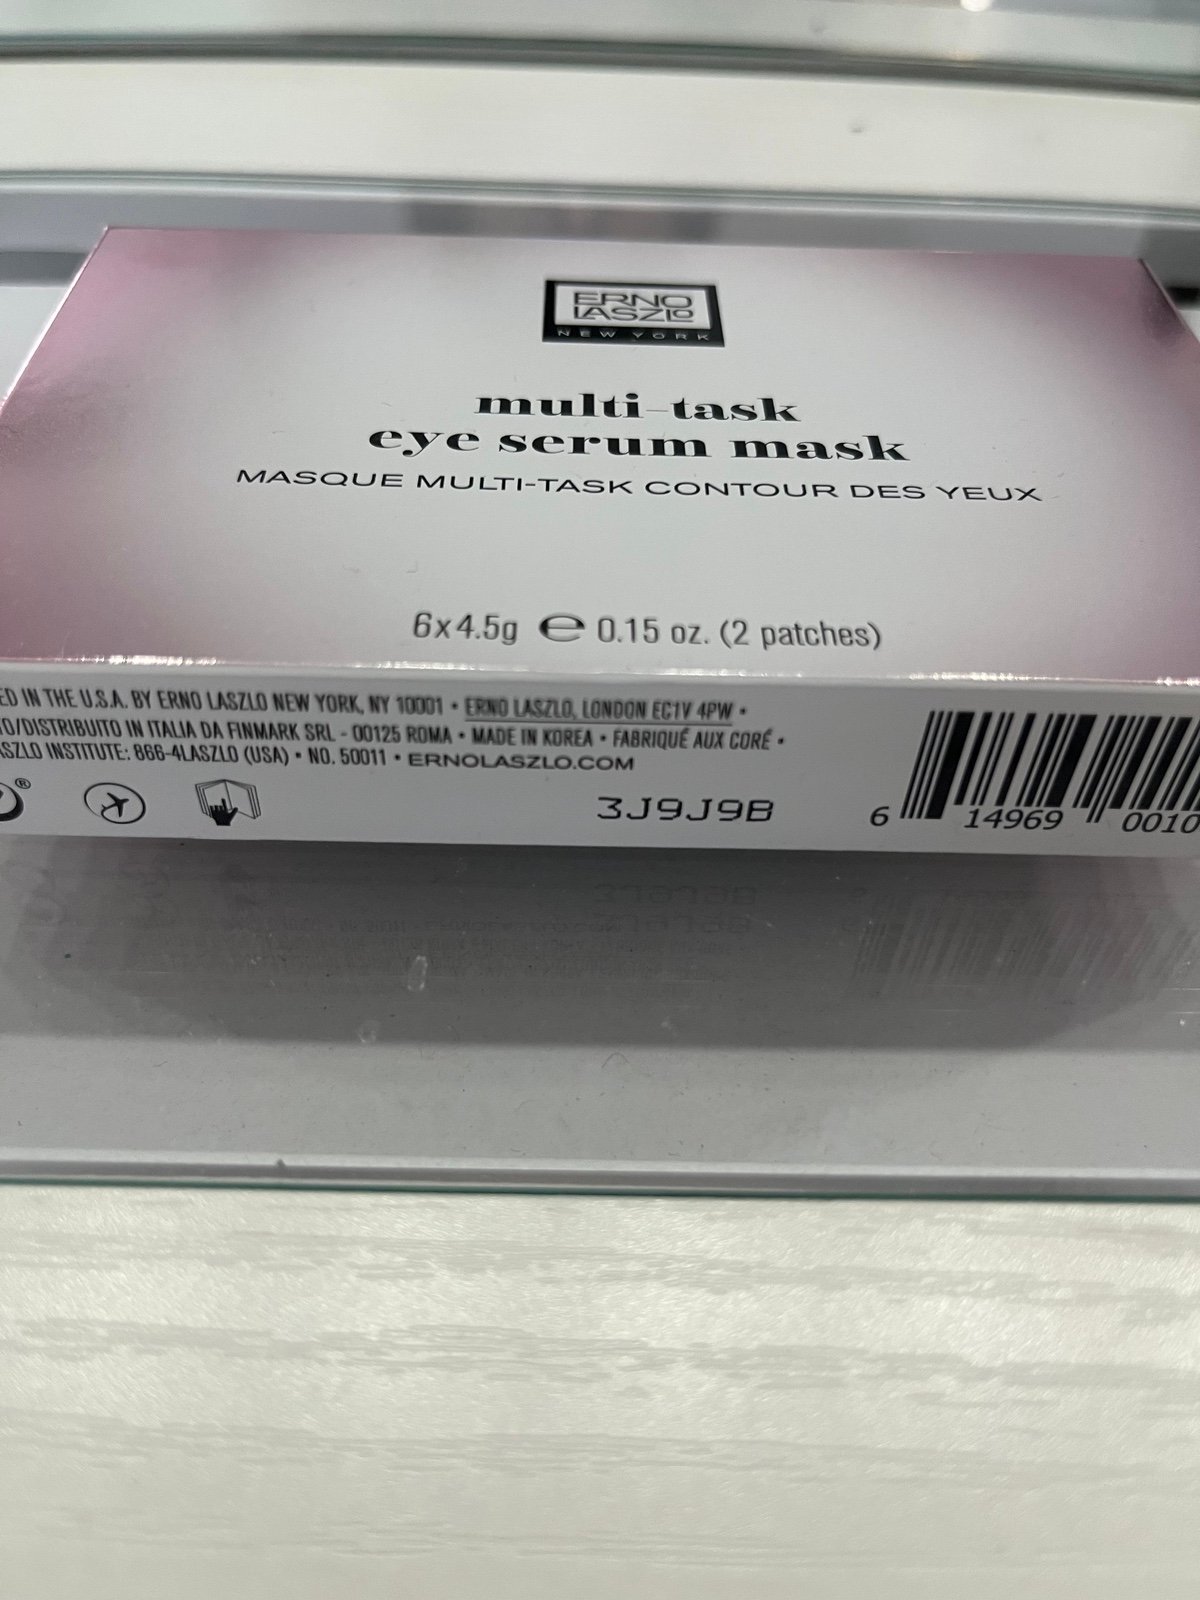 ERNO
LASZLO
NEW YORK
multi-task
eye serum mask
MASQUE MULTI-TASK CONTOUR DES YEUX
6x4.5g ℮ 0.15 oz. (2 patches)
IN THE U.S.A. BY ERNO LASZLO NEW YORK, NY 10001 • ERNO LASZLO, LONDON EC1V 4PW •
/DISTRIBUITO IN ITALIA DA FINMARK SRL - 00125 ROMA • MADE IN KOREA • FABRIQUÉ AUX CORÉ •
INSTITUTE: 866-4LASZLO (USA) • NO. 50011 • ERNOLASZLO.COM
®
3J9J9B
6 14969 0010